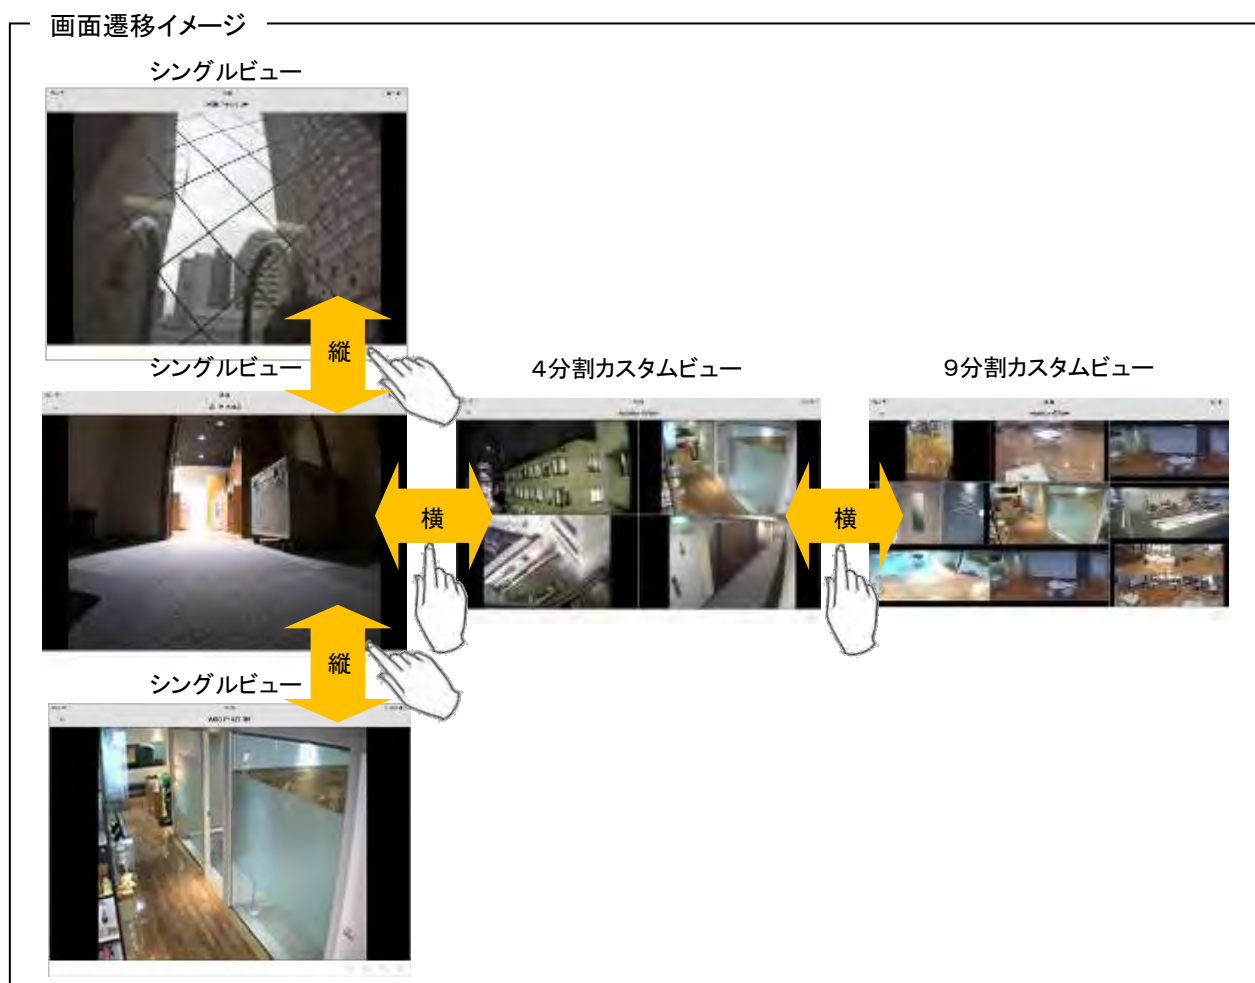 画面遷移イメージ
シングルビュー
縦
シングルビュー
4分割カスタムビュー
9分割カスタムビュー
横
横
縦
シングルビュー